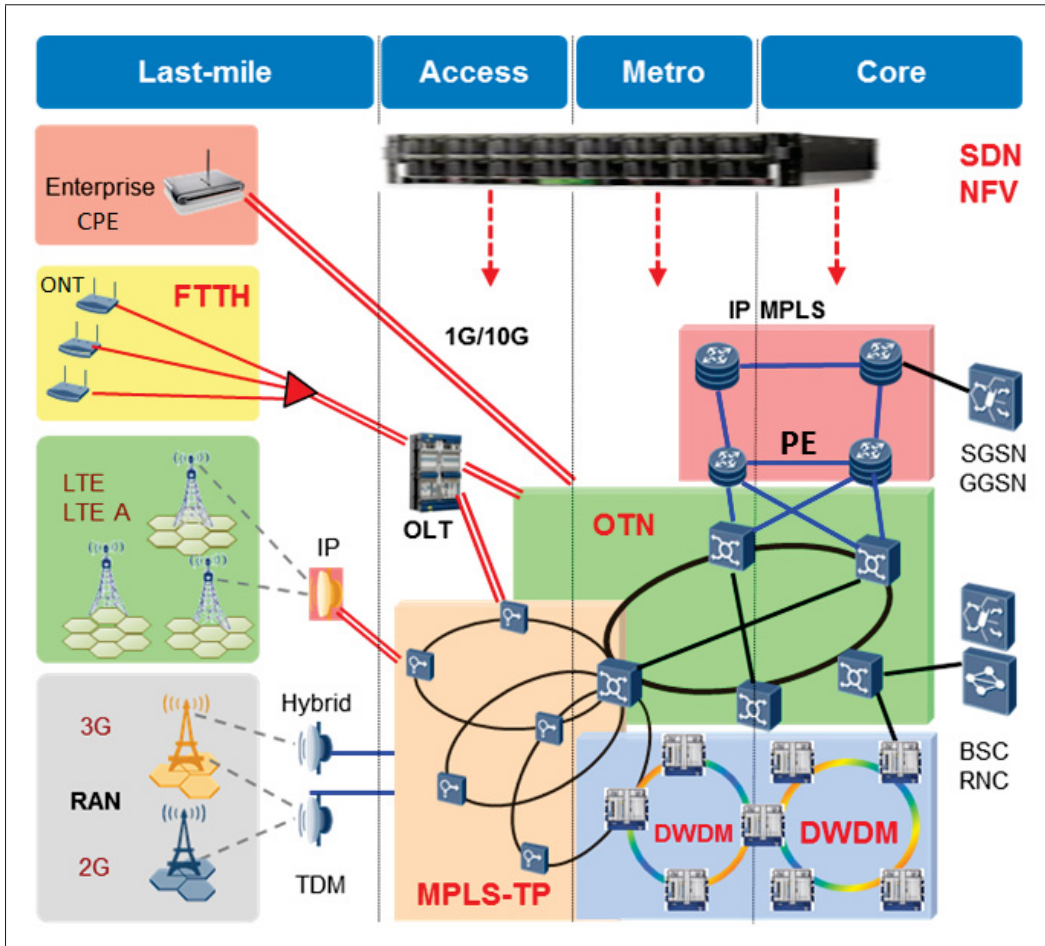 Last-mile
Access
Metro
Core
SDN
NFV
Enterprise
CPE
ONT
FTTH
1G/10G
IP MPLS
PE
SGSN
GGSN
LTE
LTE A
IP
OLT
OTN
3G
RAN
2G
Hybrid
TDM
BSC
RNC
DWDM
DWDM
MPLS-TP